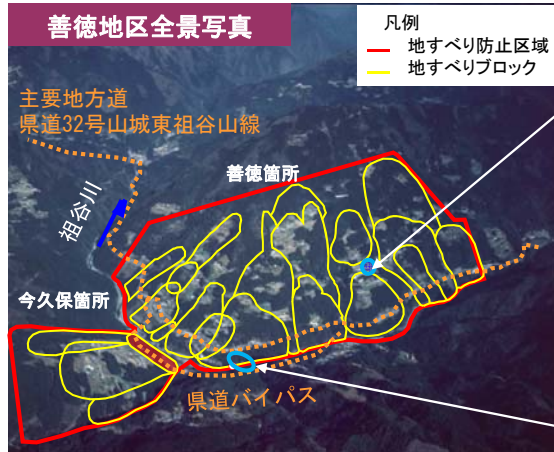 善徳地区全景写真
凡例
地すべり防止区域
地すべりブロック
主要地方道
県道32号山城東祖谷山線
善徳箇所
祖谷川
今久保箇所
県道バイパス